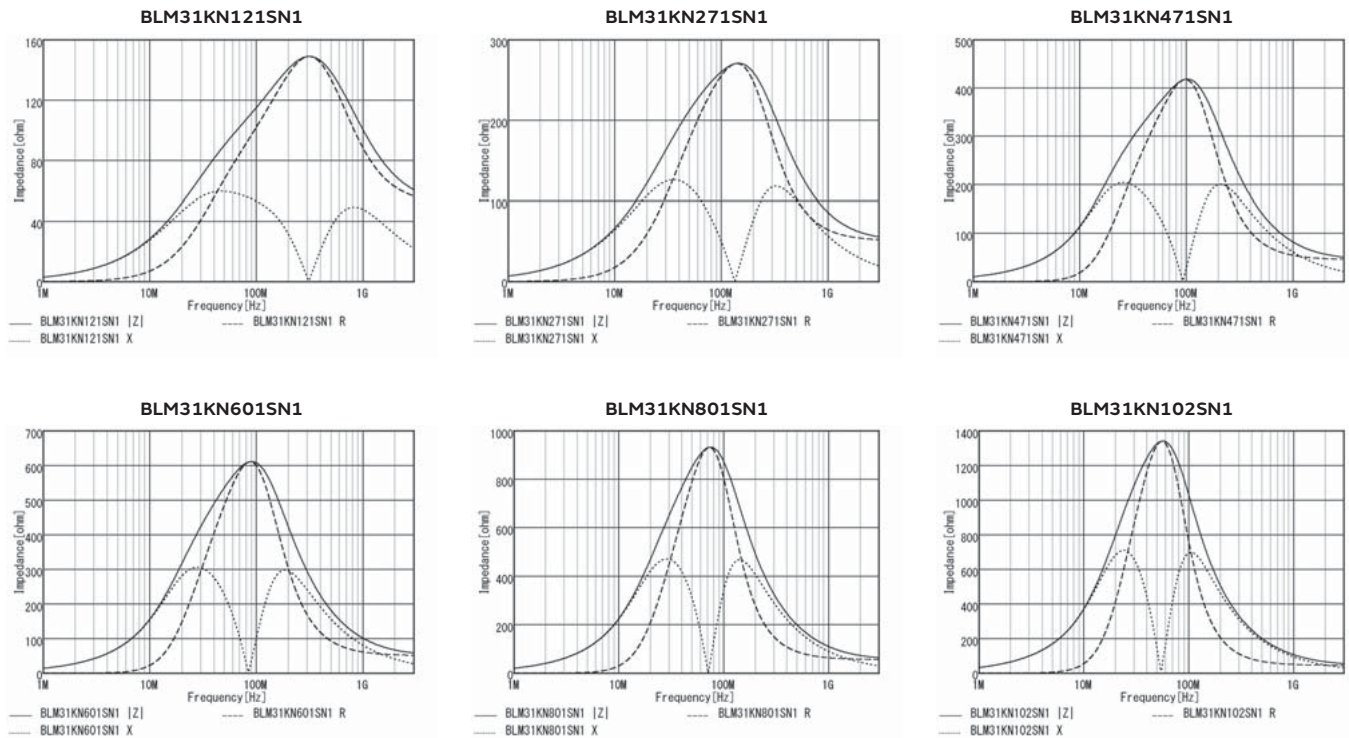 BLM31KN121SN1
160
120
80
40
0
Impedance[ohm]
1M 10M 100M 1G
Frequency[Hz]
BLM31KN121SN1 |Z| BLM31KN121SN1 R
BLM31KN121SN1 X
BLM31KN271SN1
300
200
100
0
Impedance[ohm]
1M 10M 100M 1G
Frequency[Hz]
BLM31KN271SN1 |Z| BLM31KN271SN1 R
BLM31KN271SN1 X
BLM31KN471SN1
500
400
300
200
100
0
Impedance[ohm]
1M 10M 100M 1G
Frequency[Hz]
BLM31KN471SN1 |Z| BLM31KN471SN1 R
BLM31KN471SN1 X
BLM31KN601SN1
700
600
500
400
300
200
100
0
Impedance[ohm]
1M 10M 100M 1G
Frequency[Hz]
BLM31KN601SN1 |Z| BLM31KN601SN1 R
BLM31KN601SN1 X
BLM31KN801SN1
1000
800
600
400
200
0
Impedance[ohm]
1M 10M 100M 1G
Frequency[Hz]
BLM31KN801SN1 |Z| BLM31KN801SN1 R
BLM31KN801SN1 X
BLM31KN102SN1
1400
1200
1000
800
600
400
200
0
Impedance[ohm]
1M 10M 100M 1G
Frequency[Hz]
BLM31KN102SN1 |Z| BLM31KN102SN1 R
BLM31KN102SN1 X